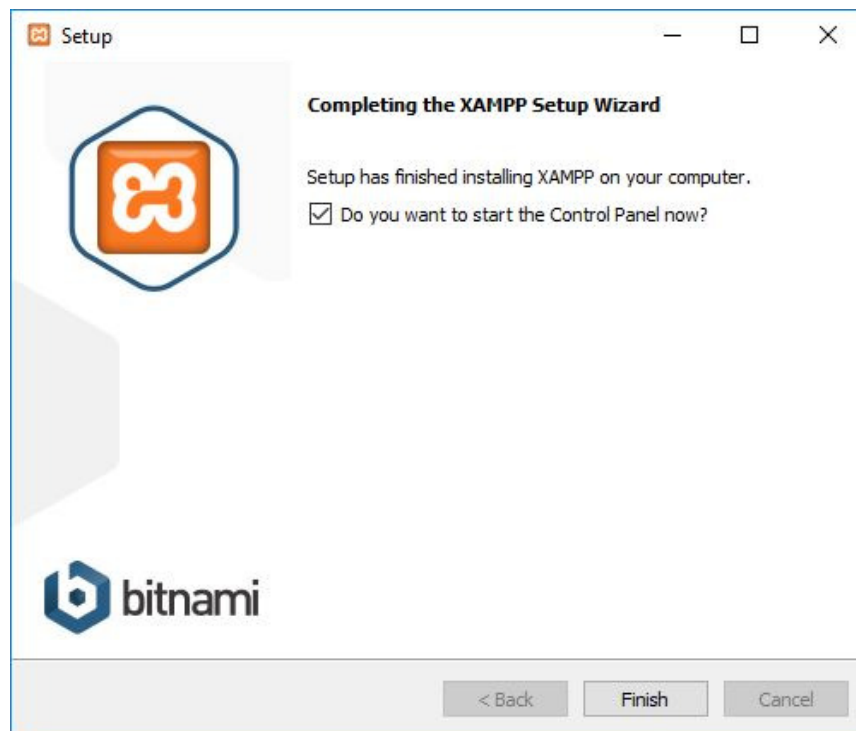 Setup
Completing the XAMPP Setup Wizard
Setup has finished installing XAMPP on your computer.
Do you want to start the Control Panel now?
bitnami
< Back Finish Cancel